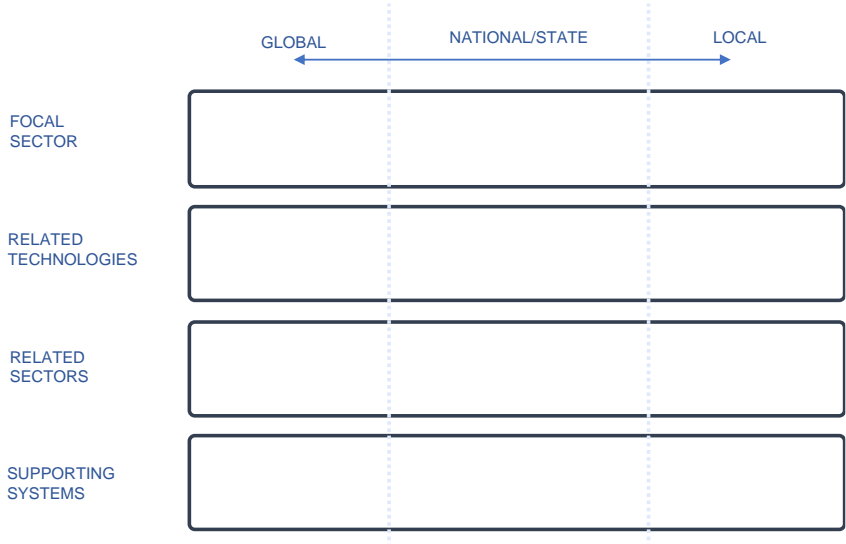 GLOBAL
NATIONAL/STATE
LOCAL
FOCAL
SECTOR
RELATED
TECHNOLOGIES
RELATED
SECTORS
SUPPORTING
SYSTEMS